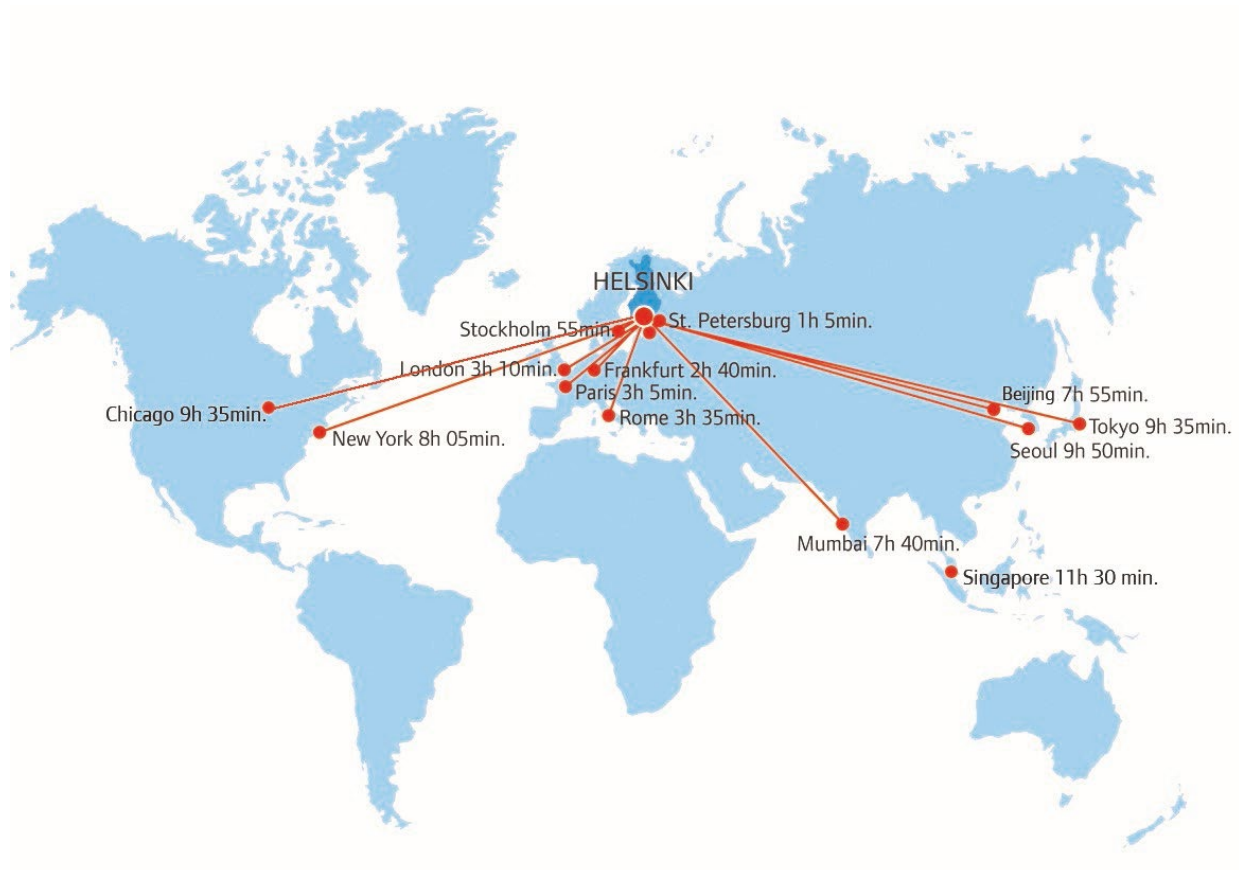 HELSINKI
Stockholm 55min.
St. Petersburg 1h 5min.
London 3h 10min.
Frankfurt 2h 40min.
Paris 3h 5min.
Rome 3h 35min.
Chicago 9h 35min.
New York 8h 05min.
Beijing 7h 55min.
Tokyo 9h 35min.
Seoul 9h 50min.
Mumbai 7h 40min.
Singapore 11h 30 min.